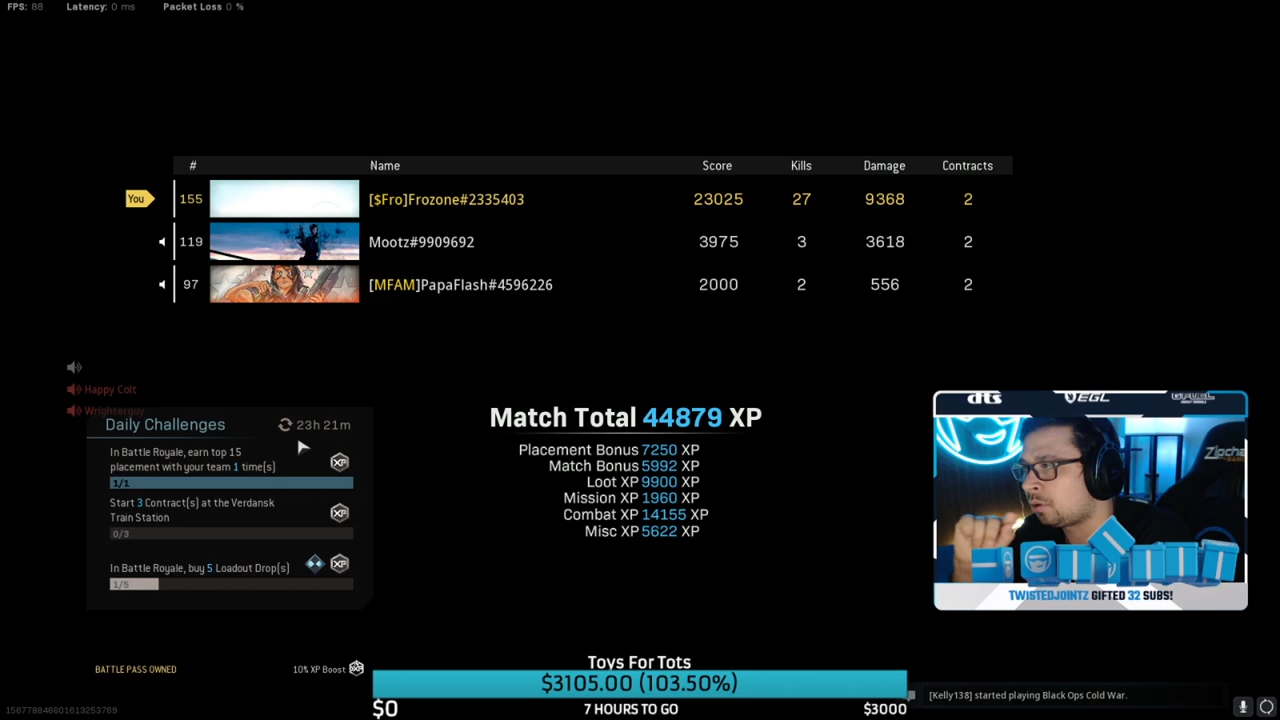 FPS: 88 Latency: 0 ms Packet Loss 0 %
# Name Score Kills Damage Contracts
You 155 [$Fro]Frozone#2335403 23025 27 9368 2
119 Mootz#9909692 3975 3 3618 2
97 [MFAM]PapaFlash#4596226 2000 2 556 2
Happy Colt
Wrighterguy
Daily Challenges 23h 21m
In Battle Royale, earn top 15
placement with your team 1 time(s)
XP
1/1
Start 3 Contract(s) at the Verdansk
Train Station
XP
0/3
In Battle Royale, buy 5 Loadout Drop(s)
XP
1/5
BATTLE PASS OWNED 10% XP Boost
Match Total 44879 XP
Placement Bonus 7250 XP
Match Bonus 5992 XP
Loot XP 9900 XP
Mission XP 1960 XP
Combat XP 14155 XP
Misc XP 5622 XP
dts EGL GFUEL
Zipcha
TWISTEDJOINTZ GIFTED 32 SUBS!
Toys For Tots
$3105.00 (103.50%)
$0 7 HOURS TO GO $3000
[Kelly138] started playing Black Ops Cold War.